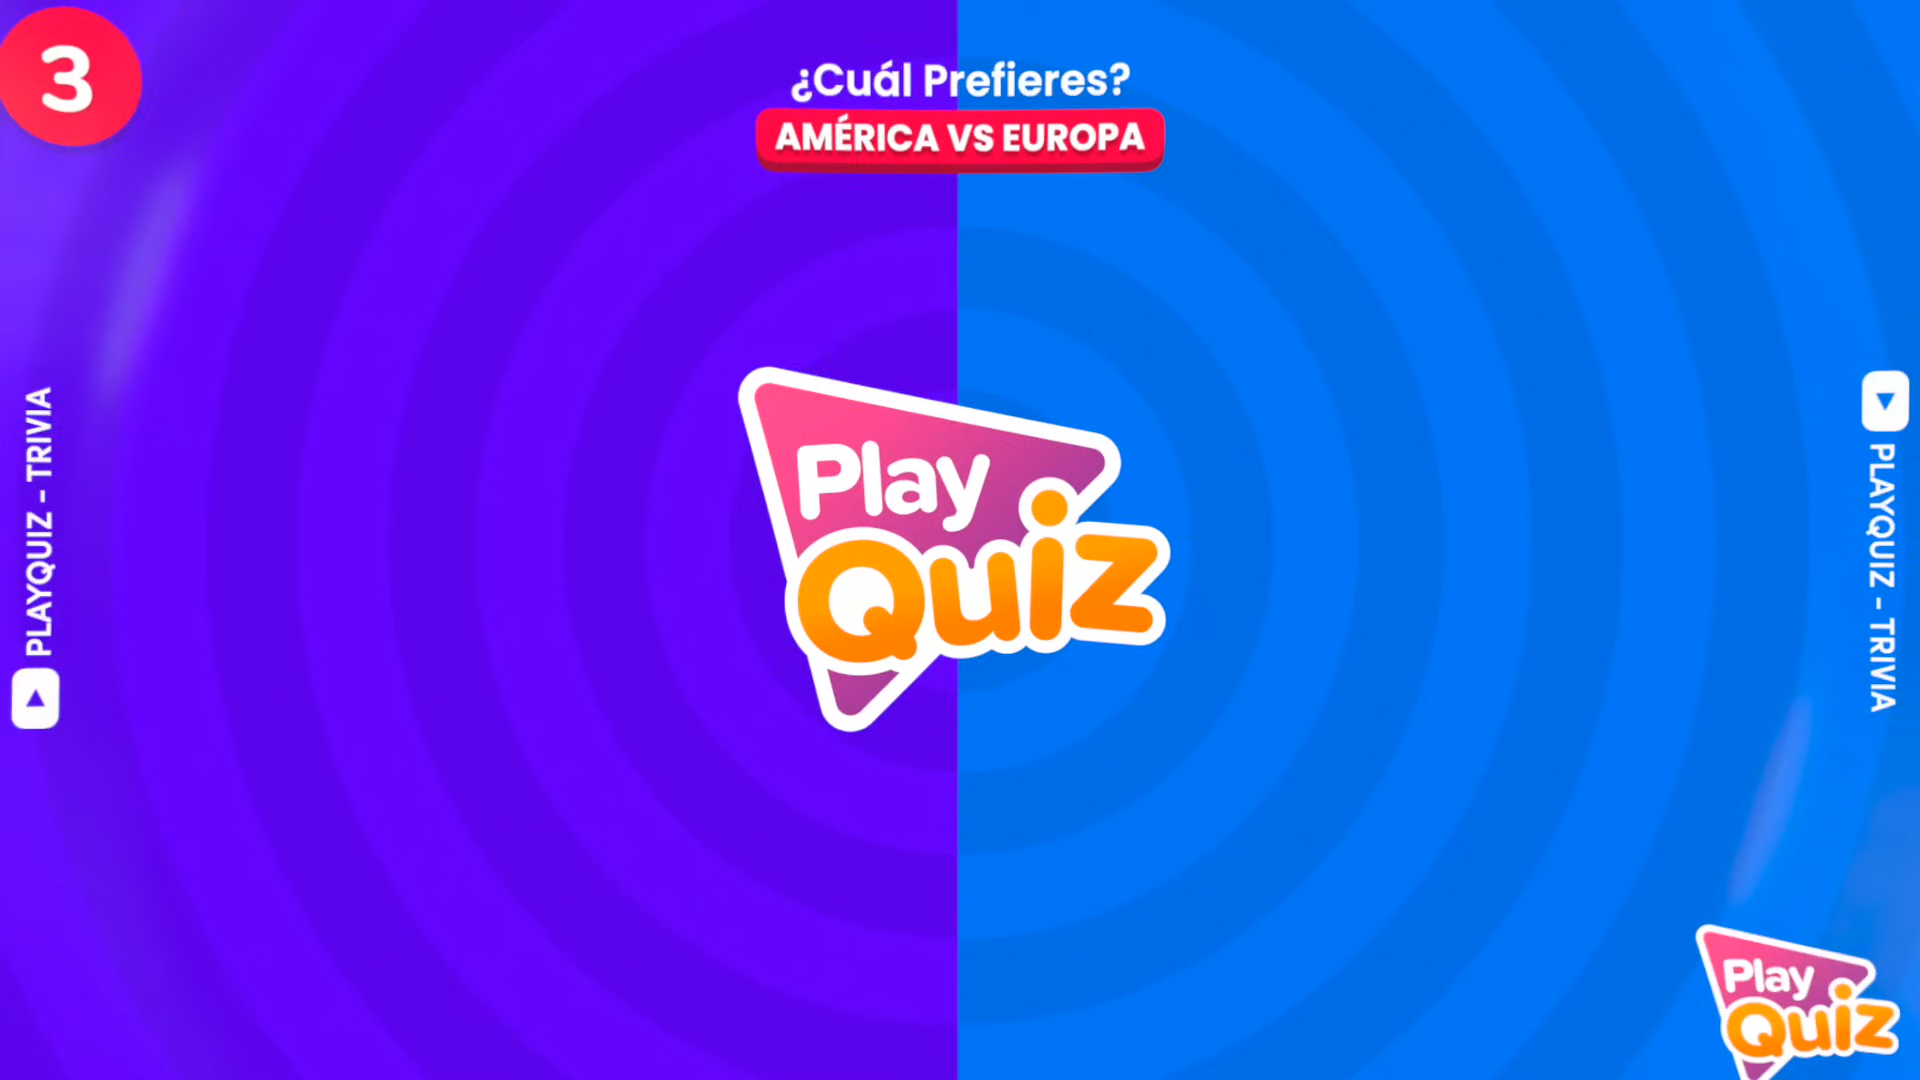 3
¿Cuál Prefieres?
AMÉRICA VS EUROPA
PLAYQUIZ - TRIVIA
Play
Quiz
PLAYQUIZ - TRIVIA
Play
Quiz